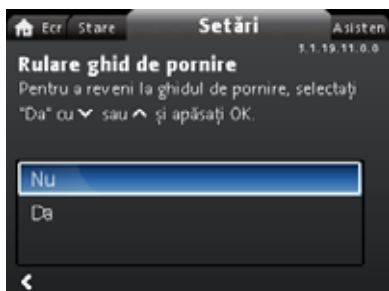 Ecr Stare Setări Asisten
3.1.19.11.0.0
Rulare ghid de pornire
Pentru a reveni la ghidul de pornire, selectați
"Da" cu sau și apăsați OK.
Nu
Da